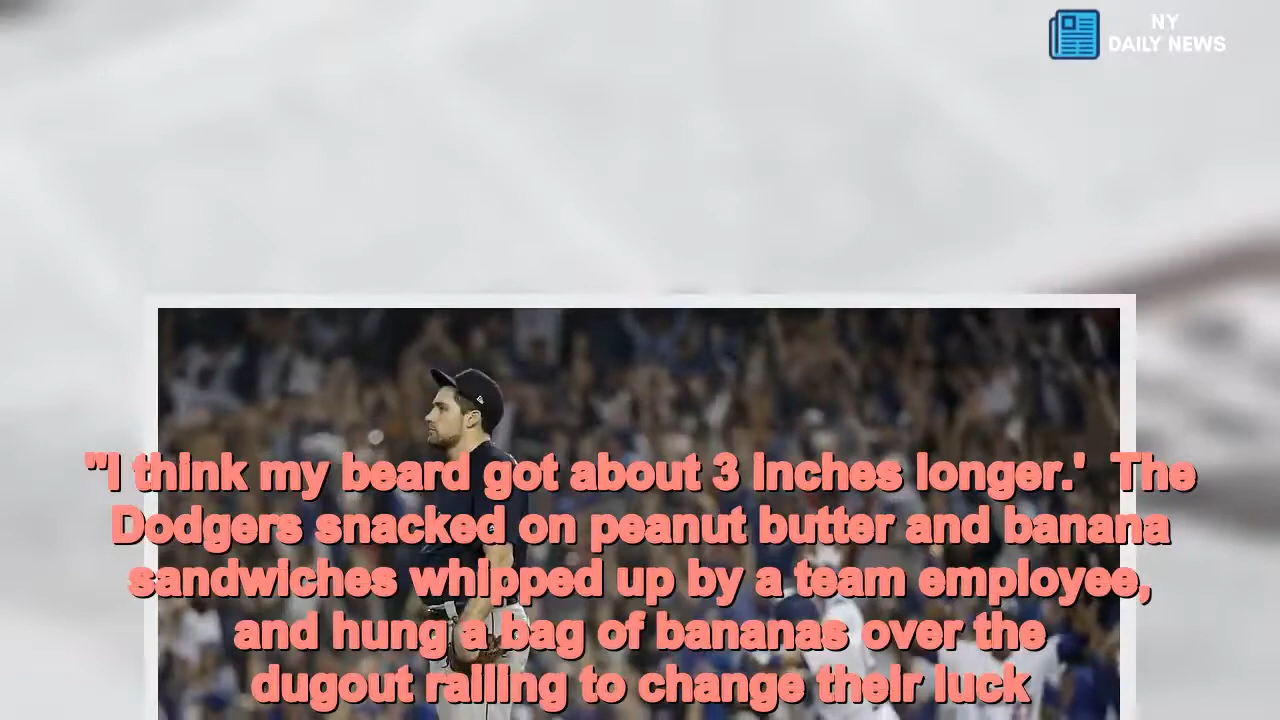 NY
DAILY NEWS
"I think my beard got about 3 inches longer.'  The
Dodgers snacked on peanut butter and banana
sandwiches whipped up by a team employee,
and hung a bag of bananas over the
dugout railing to change their luck